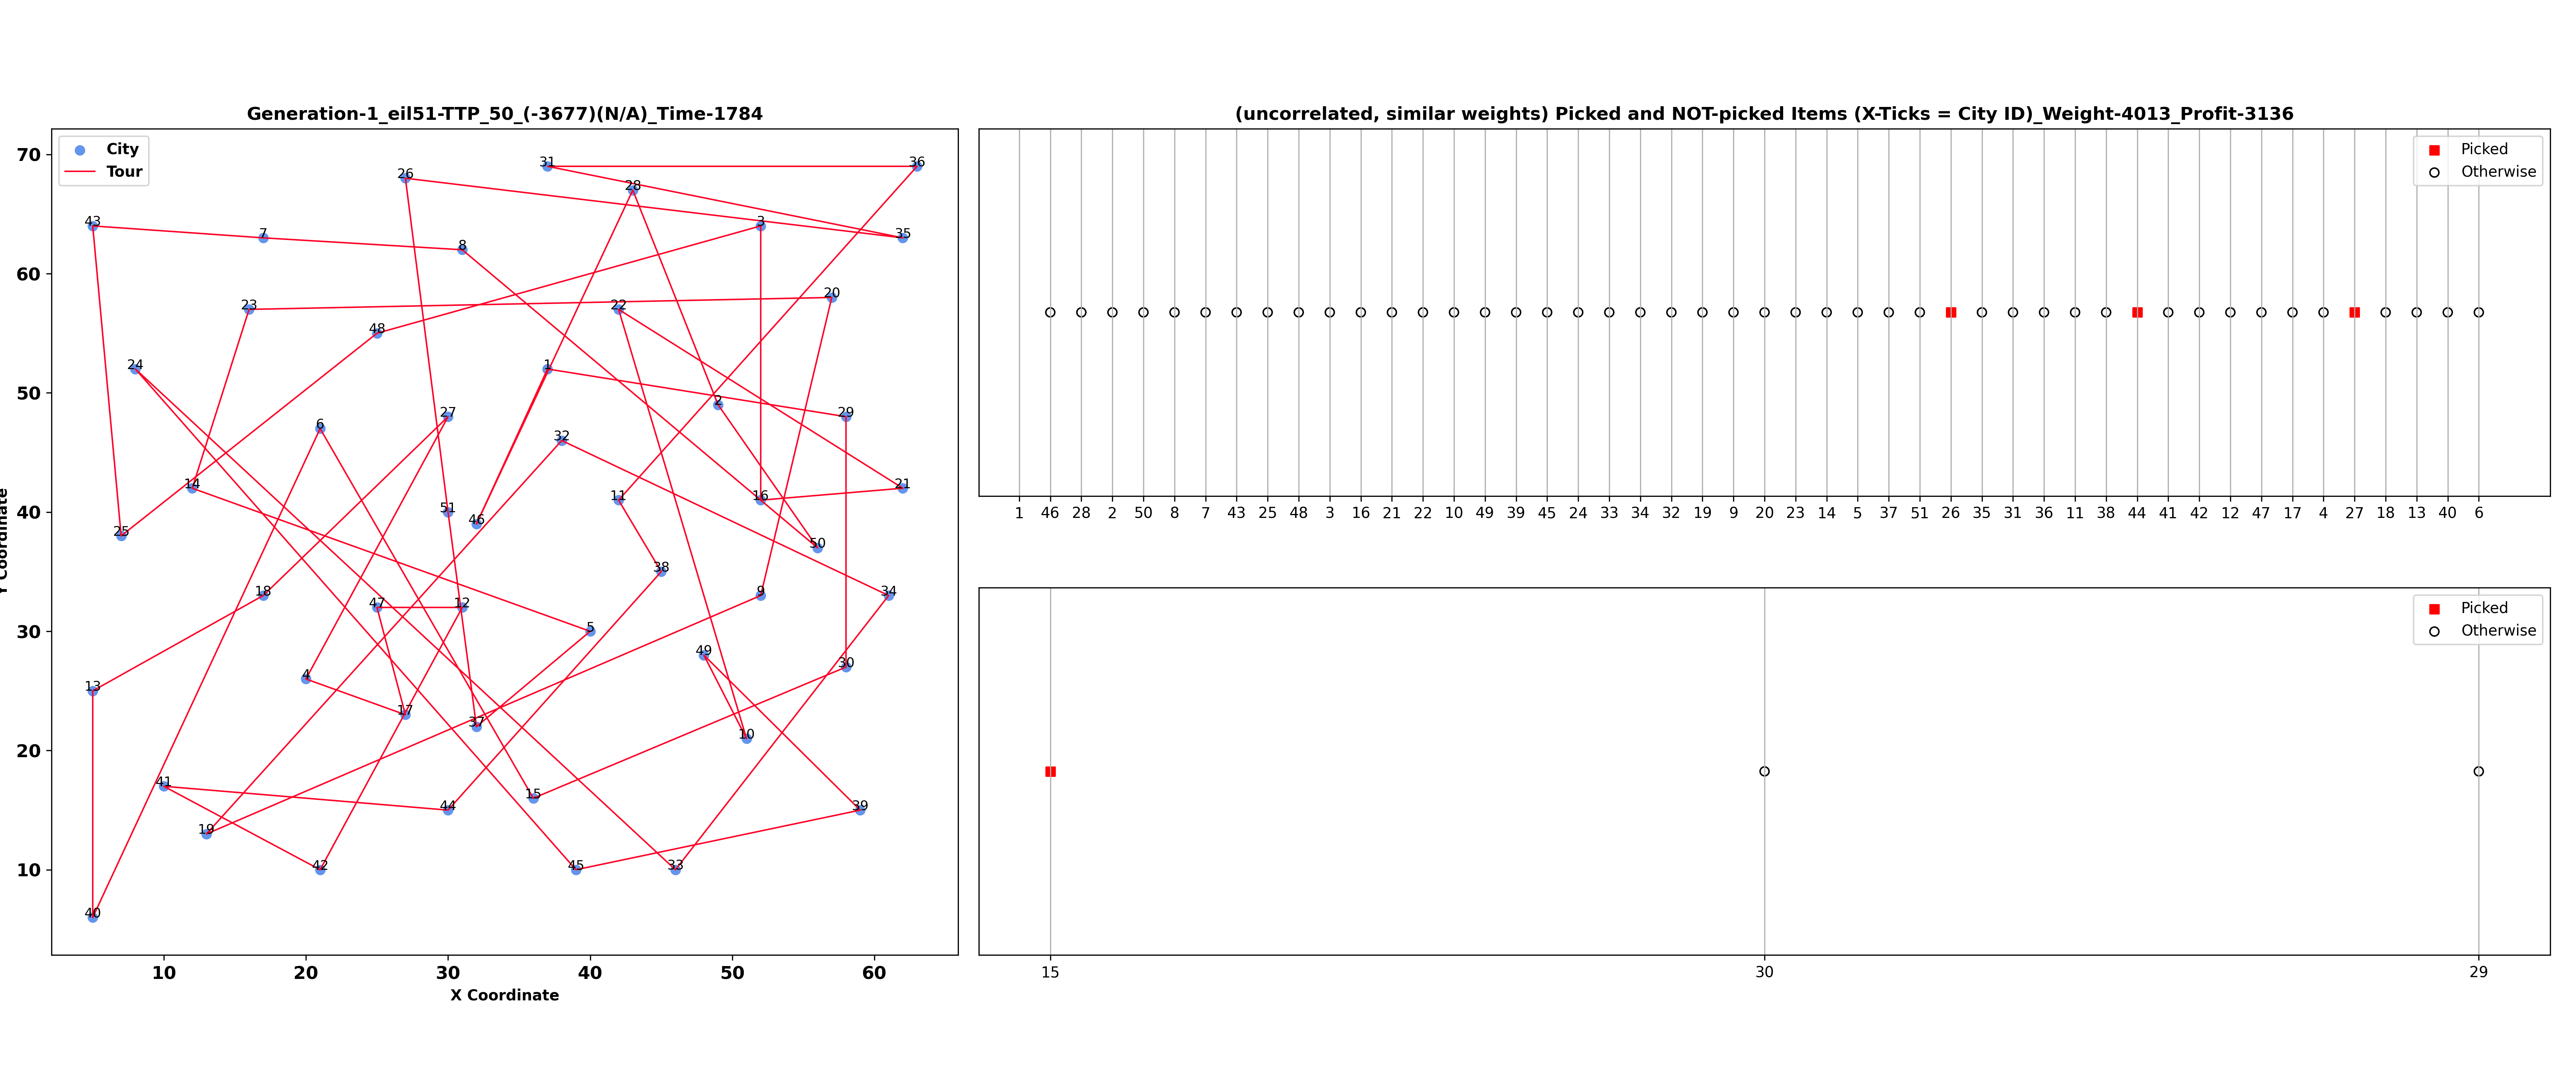 Generation-1_eil51-TTP_50_(-3677)(N/A)_Time-1784
City
Tour
70
60
50
40
30
20
10
31 36
26
28
43 3
7 35
8
23 22 20
48
24 1
2
6 27 29
32
14 11 16 21
25 51 46
50
38
18 9 34
47 12
5
49 30
13 4
17 37
10
41
19 44 15 39
42 45 33
40
10 20 30 40 50 60
X Coordinate
(uncorrelated, similar weights) Picked and NOT-picked Items (X-Ticks = City ID)_Weight-4013_Profit-3136
Picked
Otherwise
1 46 28 2 50 8 7 43 25 48 3 16 21 22 10 49 39 45 24 33 34 32 19 9 20 23 14 5 37 51 26 35 31 36 11 38 44 41 42 12 47 17 4 27 18 13 40 6
Picked
Otherwise
15 30 29